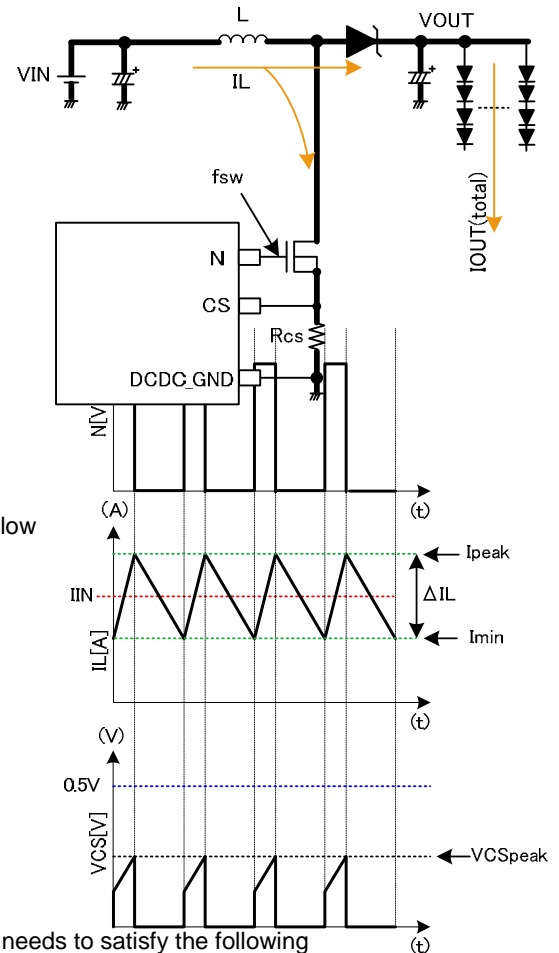 L
VOUT
VIN
+
+
IL
fsw
IOUT(total)
N
CS
Rcs
DCDC_GND
N[V
(t)
(A)
low
Ipeak
IIN
ΔIL
Imin
IL[A]
(t)
(V)
0.5V
VCS[V]
VCSpeak
needs to satisfy the following
(t)